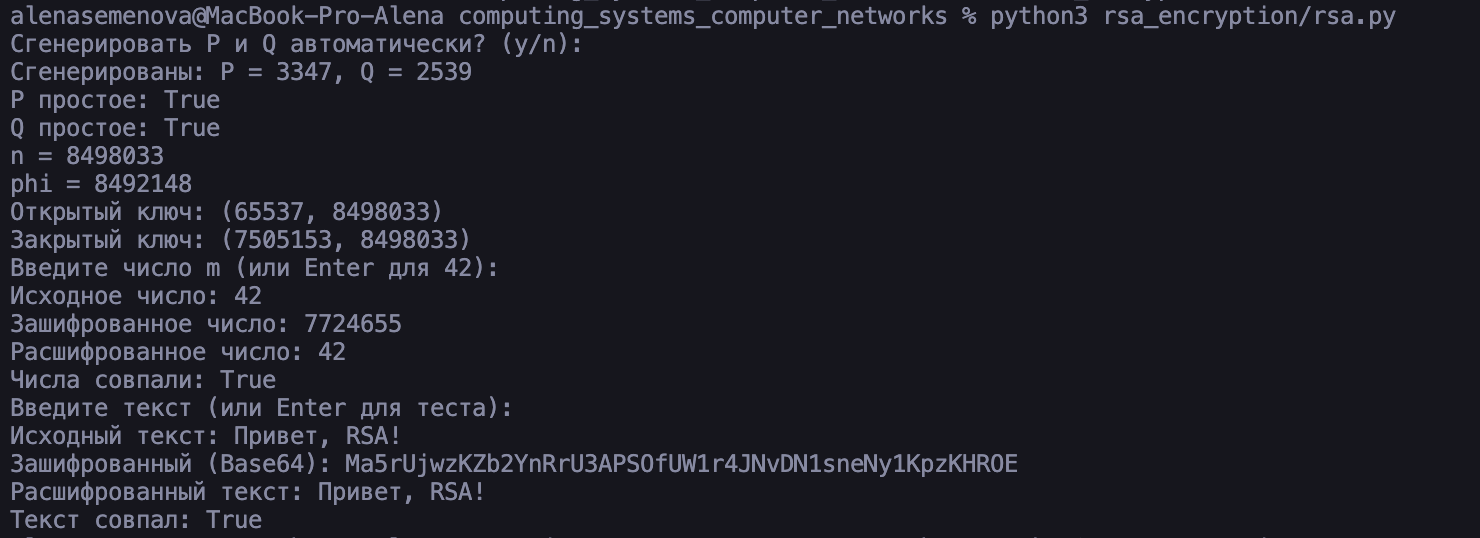 alenasemenova@MacBook-Pro-Alena computing_systems_computer_networks % python3 rsa_encryption/rsa.py
Сгенерировать P и Q автоматически? (y/n):
Сгенерированы: P = 3347, Q = 2539
P простое: True
Q простое: True
n = 8498033
phi = 8492148
Открытый ключ: (65537, 8498033)
Закрытый ключ: (7505153, 8498033)
Введите число m (или Enter для 42):
Исходное число: 42
Зашифрованное число: 7724655
Расшифрованное число: 42
Числа совпали: True
Введите текст (или Enter для теста):
Исходный текст: Привет, RSA!
Зашифрованный (Base64): Ma5rUjwzKZb2YnRrU3APSOfUW1r4JNvDN1sneNy1KpzKHROE
Расшифрованный текст: Привет, RSA!
Текст совпал: True